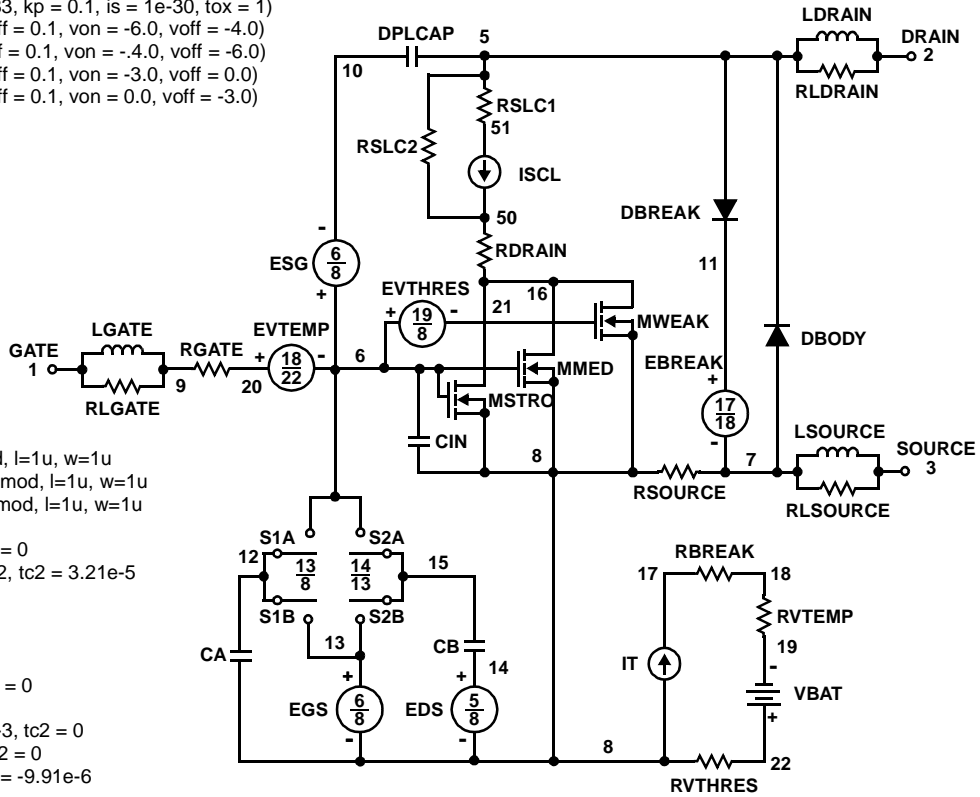 63, kp = 0.1, is = 1e-30, tox = 1)
ff = 0.1, von = -6.0, voff = -4.0)
= 0.1, von = -.4.0, voff = -6.0)
ff = 0.1, von = -3.0, voff = 0.0)
ff = 0.1, von = 0.0, voff = -3.0)
DPLCAP
5
10
LDRAIN
DRAIN
2
RLDRAIN
RSLC1
51
RSLC2
ISCL
50
RDRAIN
DBREAK
11
-
ESG
6
8
+
EVTHRES
+
19
8
-
21
16
MWEAK
DBODY
EBREAK
+
17
18
-
MMED
MSTRO
LGATE
GATE
1
RLGATE
9
RGATE
20
EVTEMP
+
18
22
-
6
CIN
8
RSOURCE
7
LSOURCE
SOURCE
3
RLSOURCE
l=1u, w=1u
mod, l=1u, w=1u
mod, l=1u, w=1u
= 0
tc2 = 3.21e-5
= 0
-3, tc2 = 0
2 = 0
= -9.91e-6
S1A
S2A
12
13
8
14
13
15
S1B
S2B
13
CA
CB
14
+
EGS
6
8
-
+
EDS
5
8
-
8
RBREAK
17
18
RVTEMP
19
IT
-
VBAT
+
22
RVTHRES